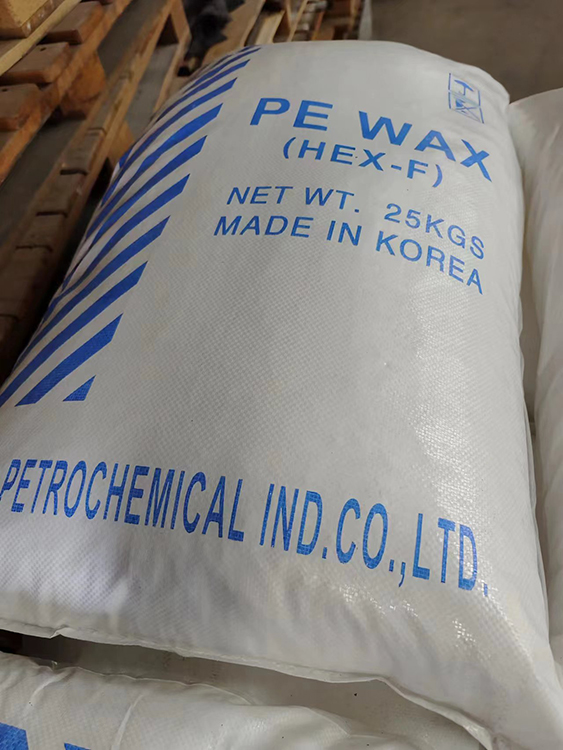 PE WAX
(HEX-F)
NET WT. 25KGS
MADE IN KOREA
PETROCHEMICAL IND.CO.,LTD.